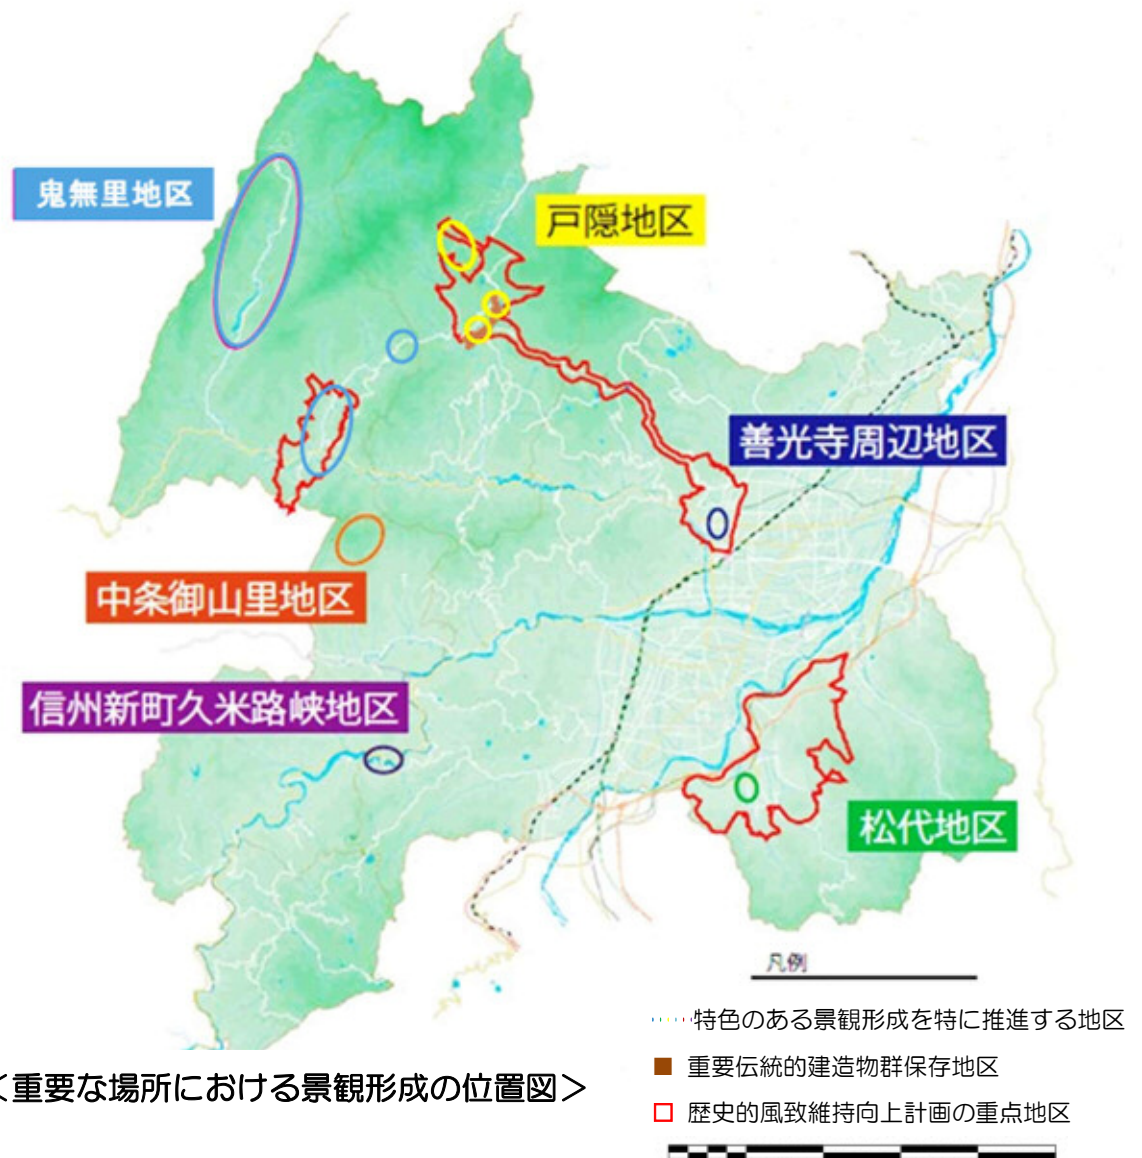 鬼無里地区
戸隠地区
善光寺周辺地区
中条御山里地区
信州新町久米路峡地区
松代地区
凡例
特色のある景観形成を特に推進する地区
重要伝統的建造物群保存地区
歴史的風致維持向上計画の重点地区
＜重要な場所における景観形成の位置図＞